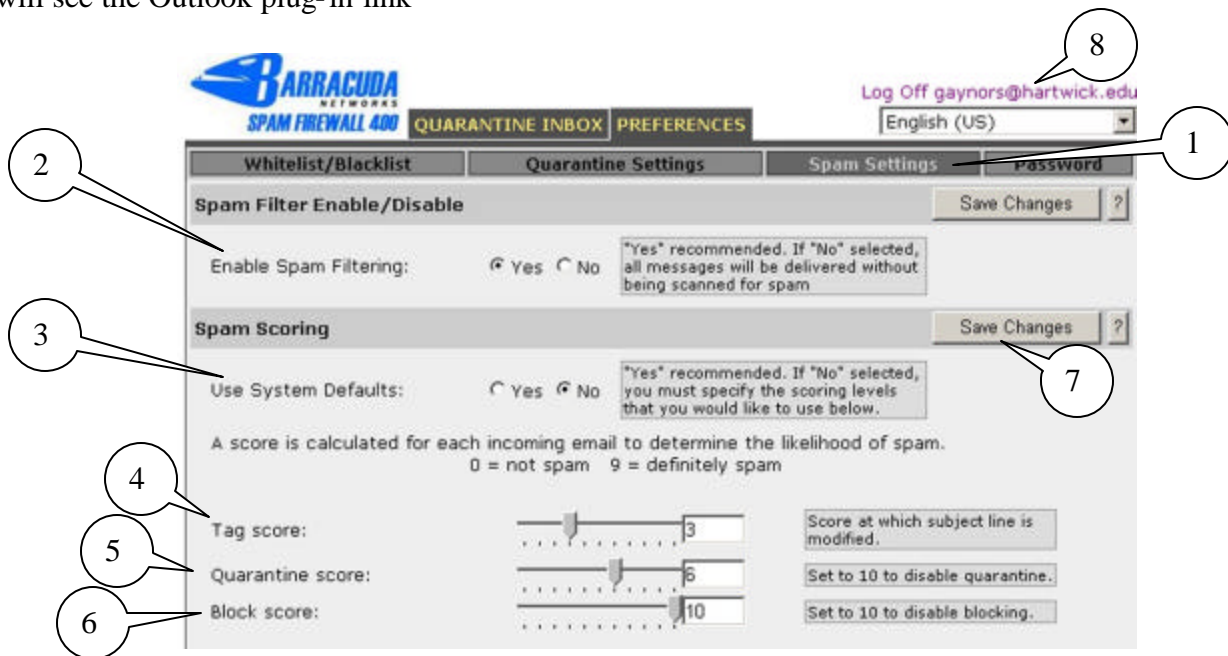 will see the Outlook plug-in link
8
BARRACUDA
NETWORKS
SPAM FIREWALL 400
QUARANTINE INBOX PREFERENCES
Log Off gaynors@hartwick.edu
English (US)
1
2
Whitelist/Blacklist Quarantine Settings Spam Settings Password
Spam Filter Enable/Disable Save Changes ?
Enable Spam Filtering: Yes No
"Yes" recommended. If "No" selected,
all messages will be delivered without
being scanned for spam
3
Spam Scoring Save Changes ?
7
Use System Defaults: Yes No
"Yes" recommended. If "No" selected,
you must specify the scoring levels
that you would like to use below.
A score is calculated for each incoming email to determine the likelihood of spam.
0 = not spam 9 = definitely spam
4
Tag score: 3
Score at which subject line is
modified.
5
Quarantine score: 6 Set to 10 to disable quarantine.
6
Block score: 10 Set to 10 to disable blocking.